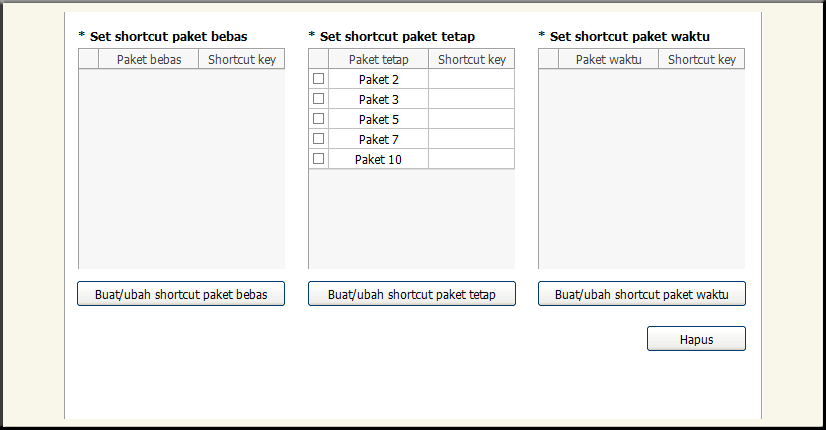 * Set shortcut paket bebas
Paket bebas Shortcut key
Buat/ubah shortcut paket bebas
* Set shortcut paket tetap
Paket tetap Shortcut key
Paket 2
Paket 3
Paket 5
Paket 7
Paket 10
Buat/ubah shortcut paket tetap
* Set shortcut paket waktu
Paket waktu Shortcut key
Buat/ubah shortcut paket waktu
Hapus